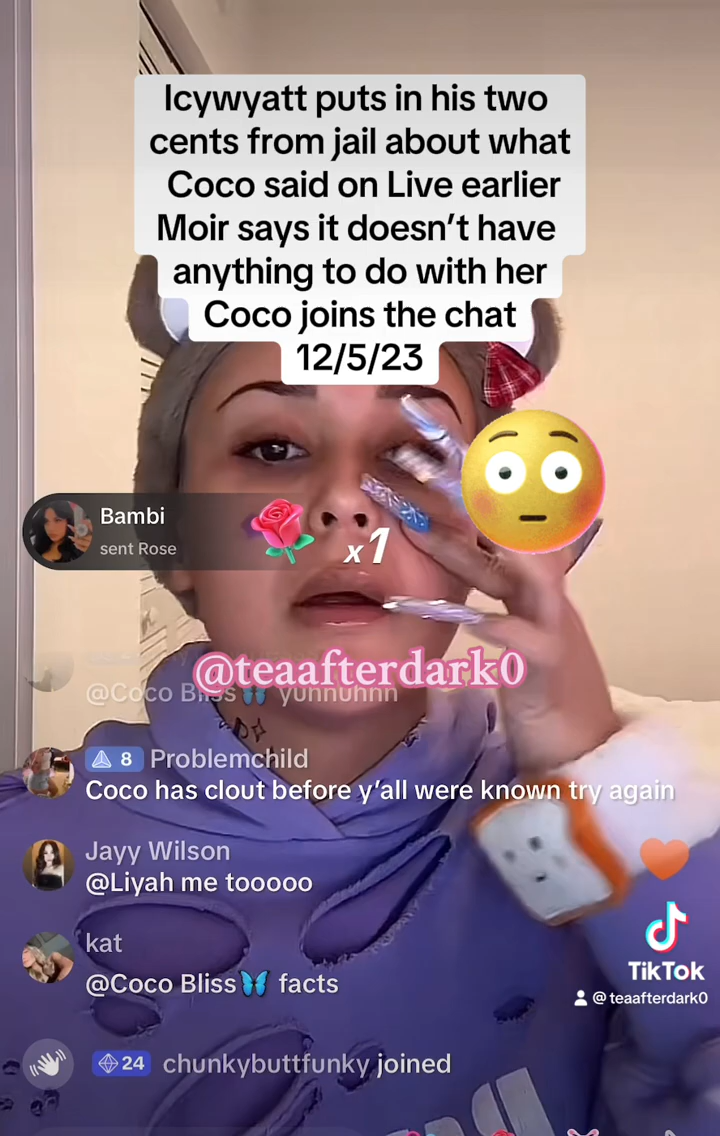 Icywyatt puts in his two
cents from jail about what
Coco said on Live earlier
Moir says it doesn’t have
anything to do with her
Coco joins the chat
12/5/23
Bambi
sent Rose
x1
@teaafterdark0
@Coco Bliss🦋 yuhhuhhh
8 Problemchild
Coco has clout before y’all were known try again
Jayy Wilson
@Liyah me tooooo
kat
@Coco Bliss🦋 facts
TikTok
@teaafterdark0
24 chunkybuttfunky joined